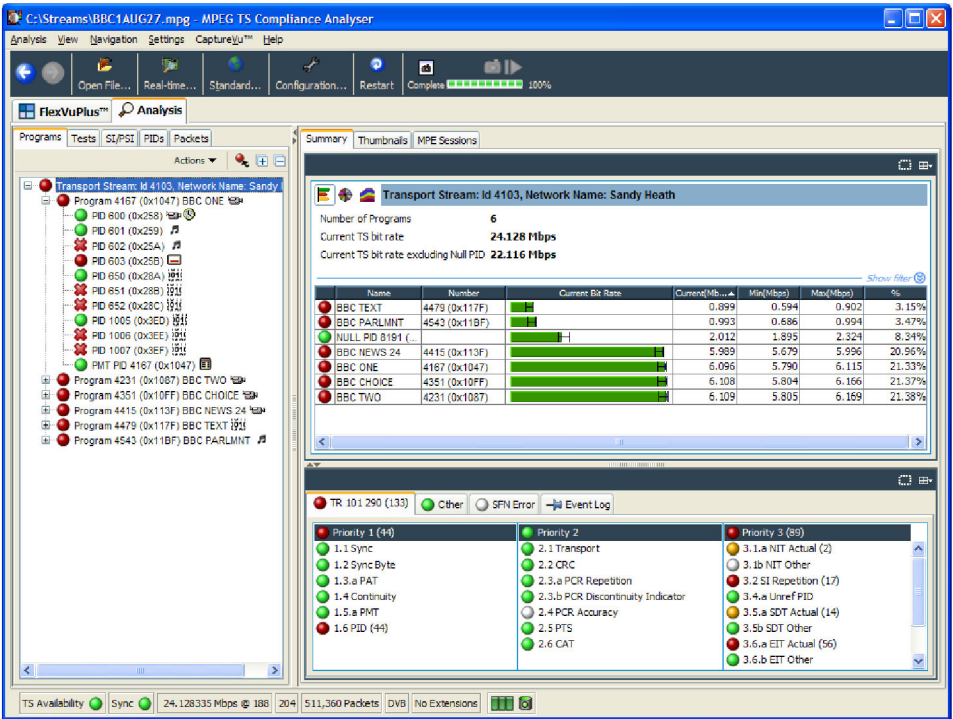 C:\Streams\BBC1AUG27.mpg - MPEG TS Compliance Analyser
Analysis View Navigation Settings CaptureVu™ Help
Open File... Real-time... Standard... Configuration... Restart Complete 100%
FlexVuPlus™ Analysis
Programs Tests SI/PSI PIDs Packets
Actions
Transport Stream: Id 4103, Network Name: Sandy
Program 4167 (0x1047) BBC ONE
PID 600 (0x258)
PID 601 (0x259)
PID 602 (0x25A)
PID 603 (0x25B)
PID 650 (0x28A)
PID 651 (0x28B)
PID 652 (0x28C)
PID 1005 (0x3ED)
PID 1006 (0x3EE)
PID 1007 (0x3EF)
PMT PID 4167 (0x1047)
Program 4231 (0x1087) BBC TWO
Program 4351 (0x10FF) BBC CHOICE
Program 4415 (0x113F) BBC NEWS 24
Program 4479 (0x117F) BBC TEXT
Program 4543 (0x11BF) BBC PARLMNT
Summary Thumbnails MPE Sessions
Transport Stream: Id 4103, Network Name: Sandy Heath
Number of Programs 6
Current TS bit rate 24.128 Mbps
Current TS bit rate excluding Null PID 22.116 Mbps
Show filter
Name Number Current Bit Rate Current(Mb... Min(Mbps) Max(Mbps) %
BBC TEXT 4479 (0x117F) 0.899 0.594 0.902 3.15%
BBC PARLMNT 4543 (0x11BF) 0.993 0.686 0.994 3.47%
NULL PID 8191 (... 2.012 1.895 2.324 8.34%
BBC NEWS 24 4415 (0x113F) 5.989 5.679 5.996 20.96%
BBC ONE 4167 (0x1047) 6.096 5.790 6.115 21.33%
BBC CHOICE 4351 (0x10FF) 6.108 5.804 6.166 21.37%
BBC TWO 4231 (0x1087) 6.109 5.805 6.169 21.38%
TR 101 290 (133) Other SFN Error Event Log
Priority 1 (44)
1.1 Sync
1.2 Sync Byte
1.3.a PAT
1.4 Continuity
1.5.a PMT
1.6 PID (44)
Priority 2
2.1 Transport
2.2 CRC
2.3.a PCR Repetition
2.3.b PCR Discontinuity Indicator
2.4 PCR Accuracy
2.5 PTS
2.6 CAT
Priority 3 (89)
3.1.a NIT Actual (2)
3.1b NIT Other
3.2 SI Repetition (17)
3.4.a Unref PID
3.5.a SDT Actual (14)
3.5b SDT Other
3.6.a EIT Actual (56)
3.6.b EIT Other
TS Availability Sync 24.128335 Mbps @ 188 204 511,360 Packets DVB No Extensions